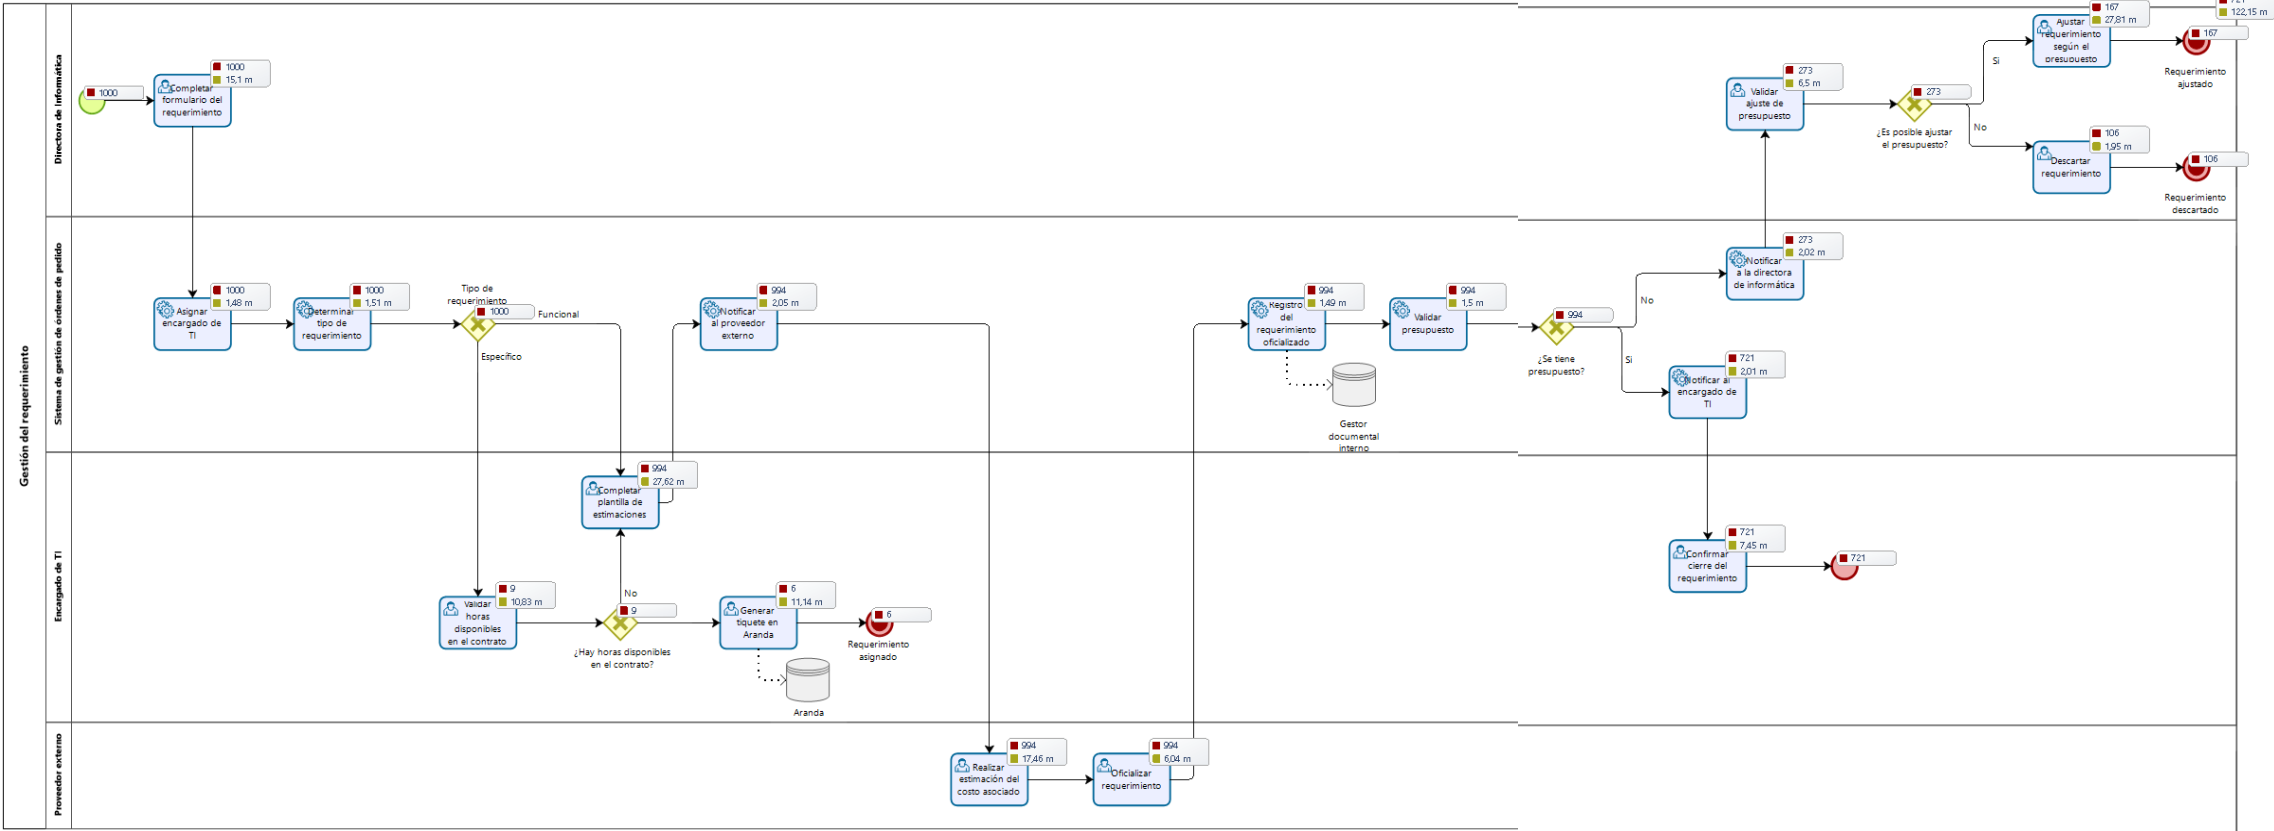 Gestión del requerimiento
Directora de Informática
1000
Completar
formulario del
requerimiento
1000
15,1 m
Validar
ajuste de
presupuesto
273
6,5 m
273
¿Es posible ajustar
el presupuesto?
Si
No
Ajustar
requerimiento
según el
presupuesto
167
27,81 m
122,15 m
167
Requerimiento
ajustado
Descartar
requerimiento
106
1,95 m
106
Requerimiento
descartado
Sistema de gestión de órdenes de pedido
Asignar
encargado de
TI
1000
1,48 m
Determinar
tipo de
requerimiento
1000
1,51 m
Tipo de
requerimiento
1000
Funcional
Específico
Notificar
al proveedor
externo
994
2,05 m
Registro
del
requerimiento
oficializado
994
1,49 m
Gestor
documental
interno
Validar
presupuesto
994
1,5 m
994
¿Se tiene
presupuesto?
No
Si
Notificar
a la directora
de informática
273
2,02 m
Notificar al
encargado de
TI
721
2,01 m
Encargado de TI
Completar
plantilla de
estimaciones
994
27,62 m
Validar
horas
disponibles
en el contrato
9
10,83 m
No
9
¿Hay horas disponibles
en el contrato?
Generar
tiquete en
Aranda
6
11,14 m
Aranda
6
Requerimiento
asignado
Confirmar
cierre del
requerimiento
721
7,45 m
721
Proveedor externo
Realizar
estimación del
costo asociado
994
17,46 m
Oficializar
requerimiento
994
6,04 m